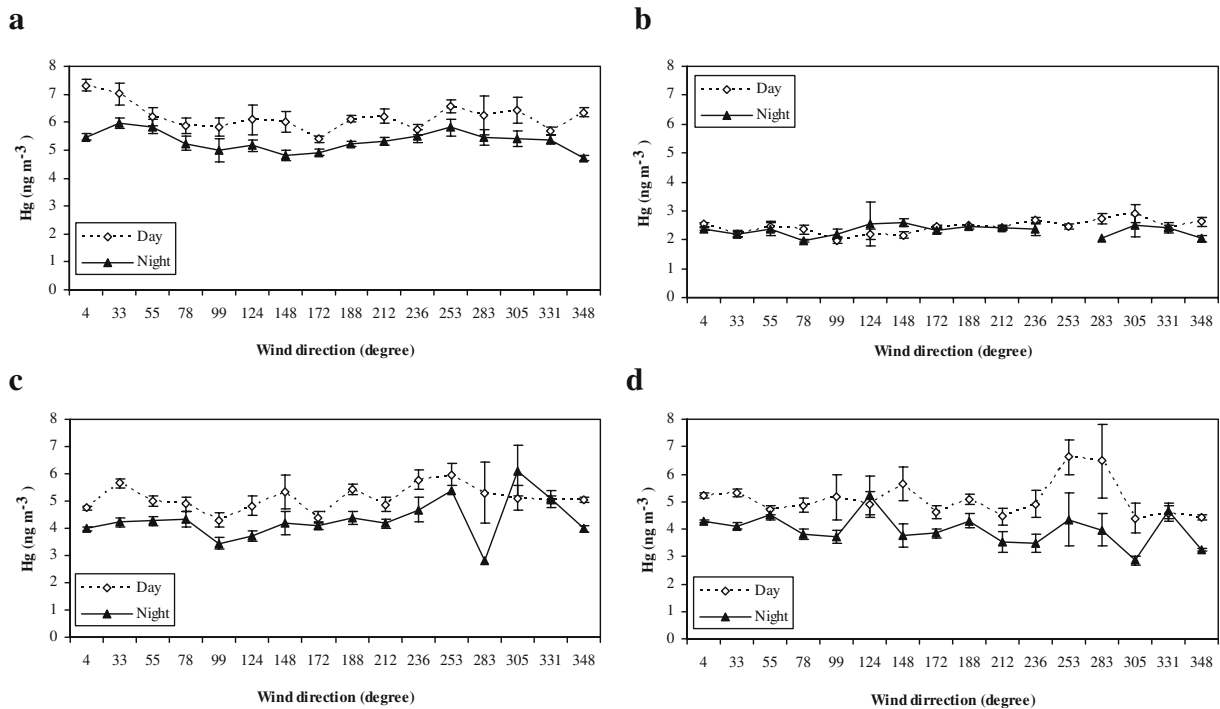 a
Hg (ng m-3)
8
7
6
5
4
3
2
1
0
Day
Night
4 33 55 78 99 124 148 172 188 212 236 253 283 305 331 348
Wind direction (degree)
b
Hg (ng m-3)
8
7
6
5
4
3
2
1
0
Day
Night
4 33 55 78 99 124 148 172 188 212 236 253 283 305 331 348
Wind direction (degree)
c
Hg (ng m-3)
8
7
6
5
4
3
2
1
0
Day
Night
4 33 55 78 99 124 148 172 188 212 236 253 283 305 331 348
Wind direction (degree)
d
Hg (ng m-3)
8
7
6
5
4
3
2
1
0
Day
Night
4 33 55 78 99 124 148 172 188 212 236 253 283 305 331 348
Wind dirrection (degree)